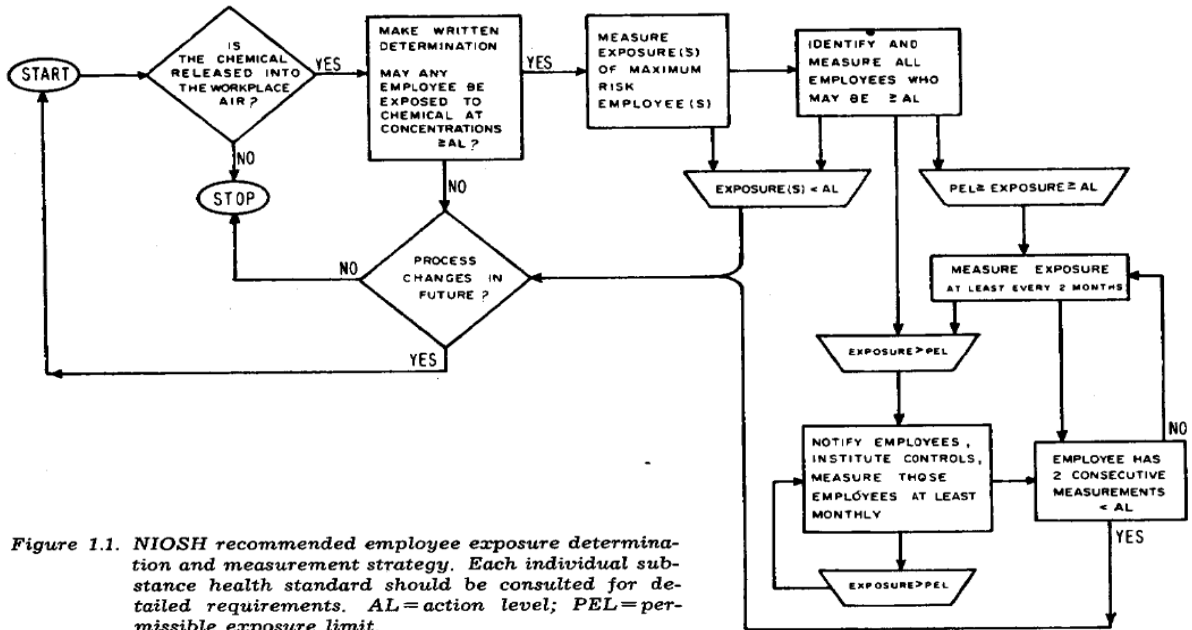 START
IS
THE CHEMICAL
RELEASED INTO
THE WORKPLACE
AIR?
YES
NO
STOP
MAKE WRITTEN
DETERMINATION
MAY ANY
EMPLOYEE BE
EXPOSED TO
CHEMICAL AT
CONCENTRATIONS
≥AL?
YES
NO
MEASURE
EXPOSURE(S)
OF MAXIMUM
RISK
EMPLOYEE(S)
IDENTIFY AND
MEASURE ALL
EMPLOYEES WHO
MAY BE ≥AL
EXPOSURE(S) < AL
PEL≥ EXPOSURE≥ AL
PROCESS
CHANGES IN
FUTURE?
NO
YES
MEASURE EXPOSURE
AT LEAST EVERY 2 MONTHS
EXPOSURE>PEL
NOTIFY EMPLOYEES,
INSTITUTE CONTROLS,
MEASURE THOSE
EMPLOYEES AT LEAST
MONTHLY
EMPLOYEE HAS
2 CONSECUTIVE
MEASUREMENTS
< AL
NO
YES
EXPOSURE>PEL
Figure 1.1. NIOSH recommended employee exposure determina-
tion and measurement strategy. Each individual sub-
stance health standard should be consulted for de-
tailed requirements. AL=action level; PEL=per-
missible exposure limit.